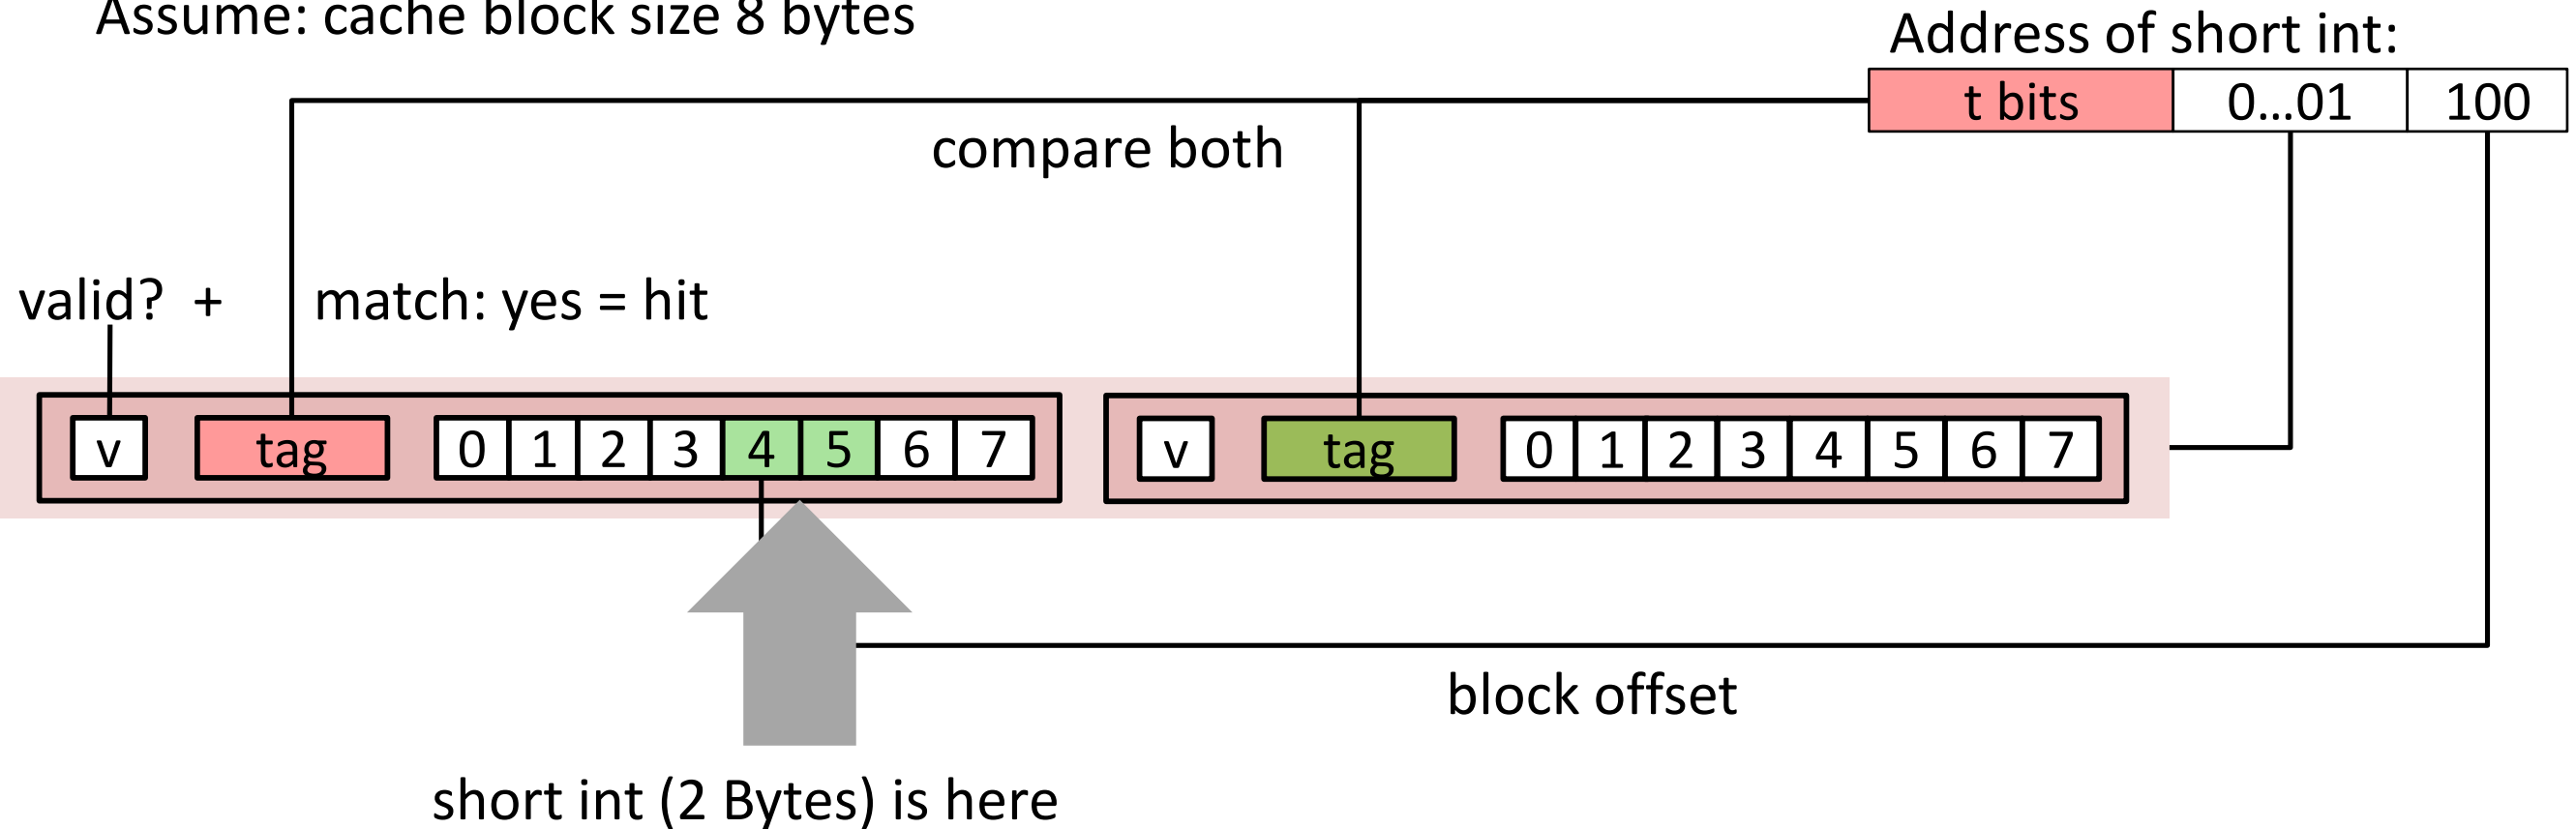 Assume: cache block size 8 bytes
Address of short int:
t bits 0...01 100
compare both
valid? + match: yes = hit
v tag 0 1 2 3 4 5 6 7 v tag 0 1 2 3 4 5 6 7
block offset
short int (2 Bytes) is here